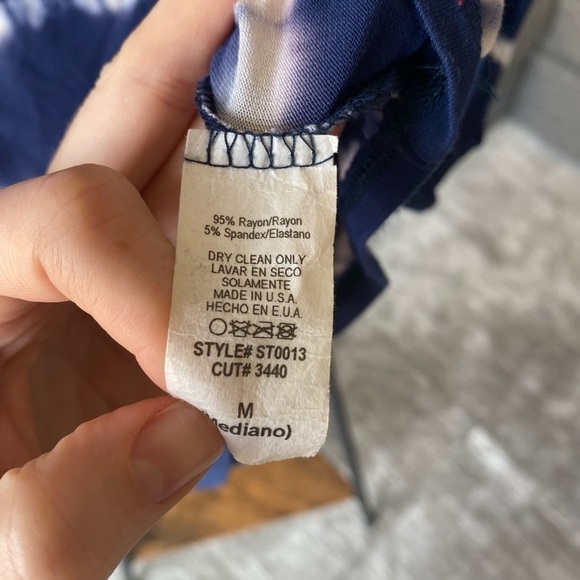 95% Rayon/Rayon
5% Spandex/Elastano
DRY CLEAN ONLY
LAVAR EN SECO
SOLAMENTE
MADE IN U.S.A.
HECHO EN E.U.A.
STYLE# ST0013
CUT# 3440
M
ediano)